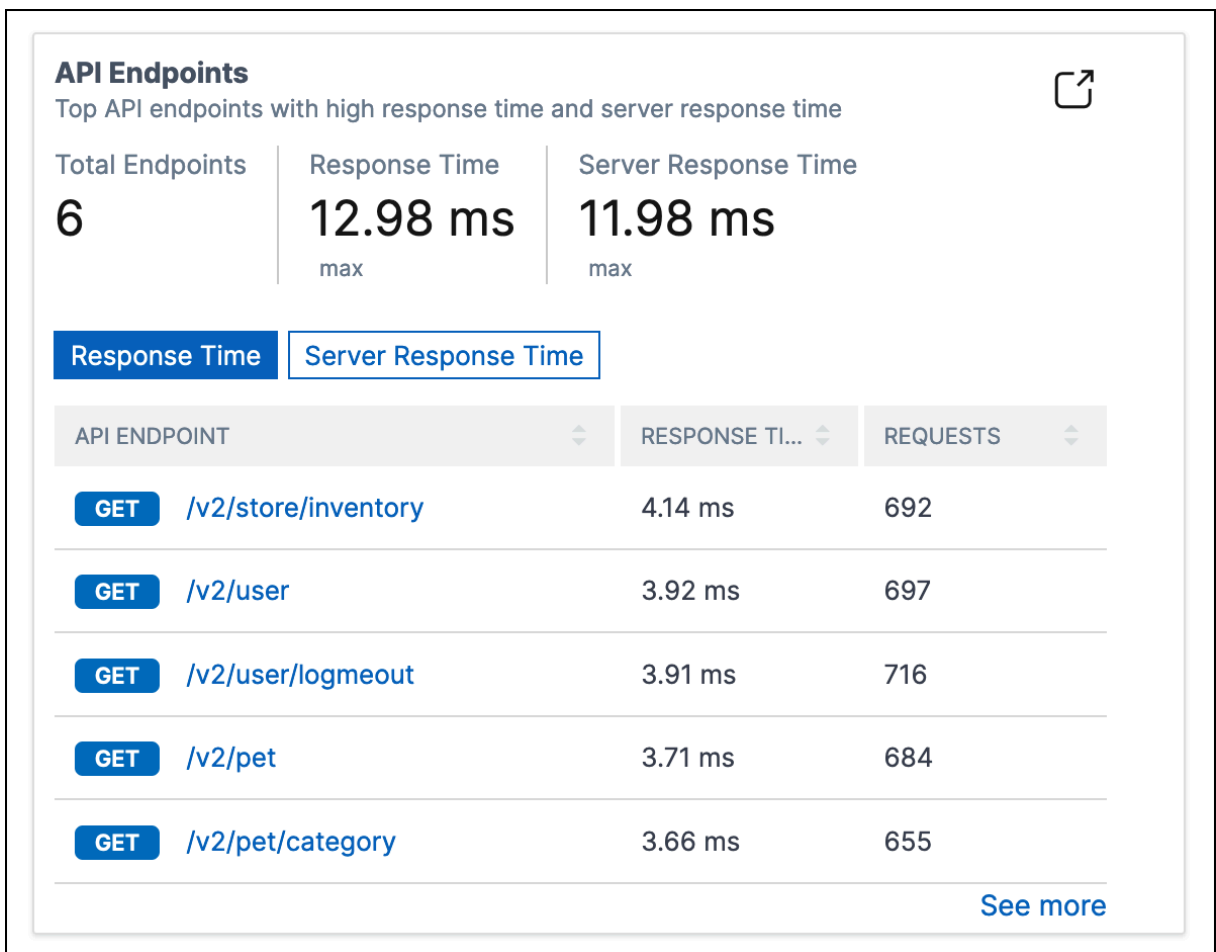 API Endpoints
Top API endpoints with high response time and server response time
Total Endpoints
6
Response Time
12.98 ms
max
Server Response Time
11.98 ms
max
Response Time Server Response Time
API ENDPOINT RESPONSE TI... REQUESTS
GET /v2/store/inventory 4.14 ms 692
GET /v2/user 3.92 ms 697
GET /v2/user/logmeout 3.91 ms 716
GET /v2/pet 3.71 ms 684
GET /v2/pet/category 3.66 ms 655
See more